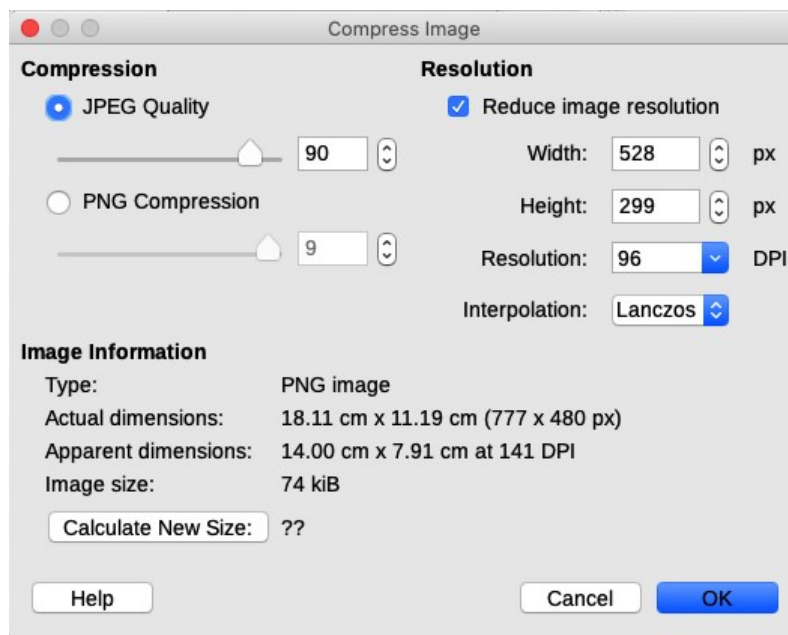 Compress Image
Compression
JPEG Quality
90
PNG Compression
9
Resolution
Reduce image resolution
Width: 528 px
Height: 299 px
Resolution: 96 DPI
Interpolation: Lanczos
Image Information
Type: PNG image
Actual dimensions: 18.11 cm x 11.19 cm (777 x 480 px)
Apparent dimensions: 14.00 cm x 7.91 cm at 141 DPI
Image size: 74 kiB
Calculate New Size: ??
Help Cancel OK